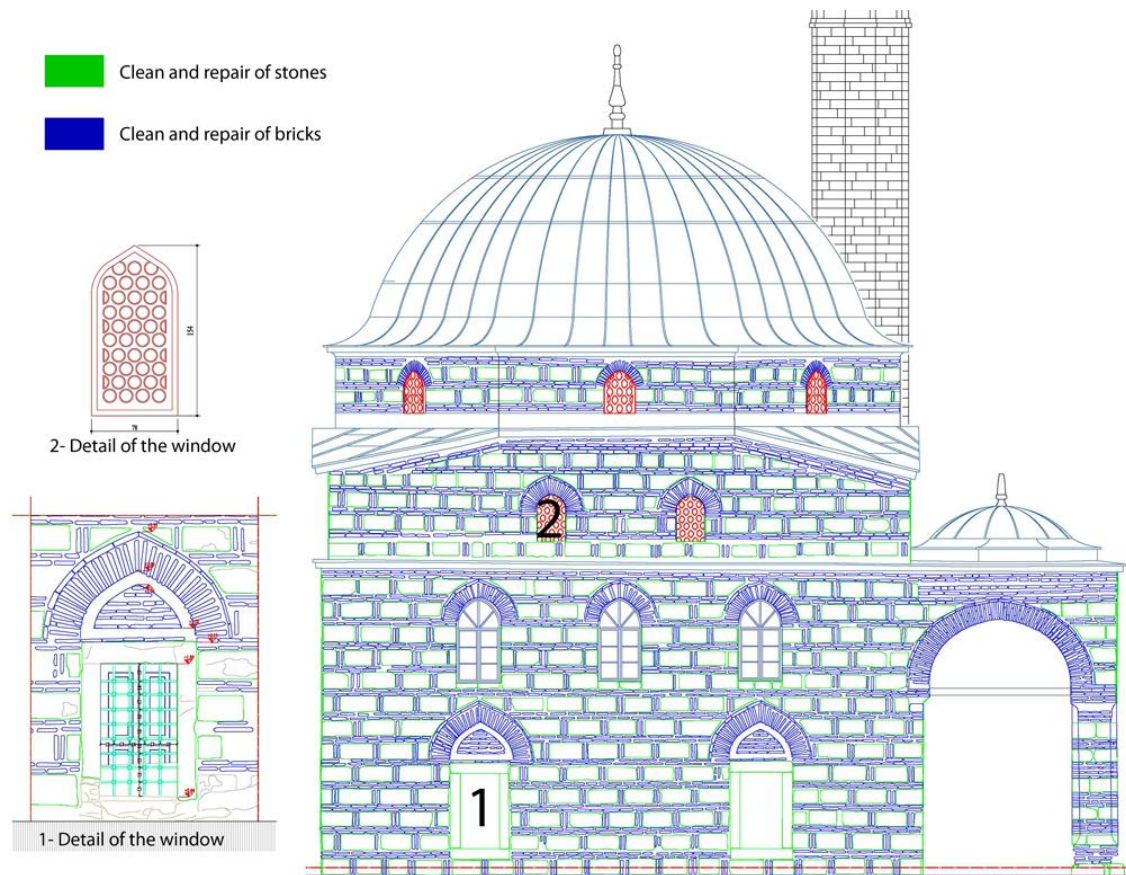 Clean and repair of stones
Clean and repair of bricks
154
78
2- Detail of the window
2
1
1- Detail of the window